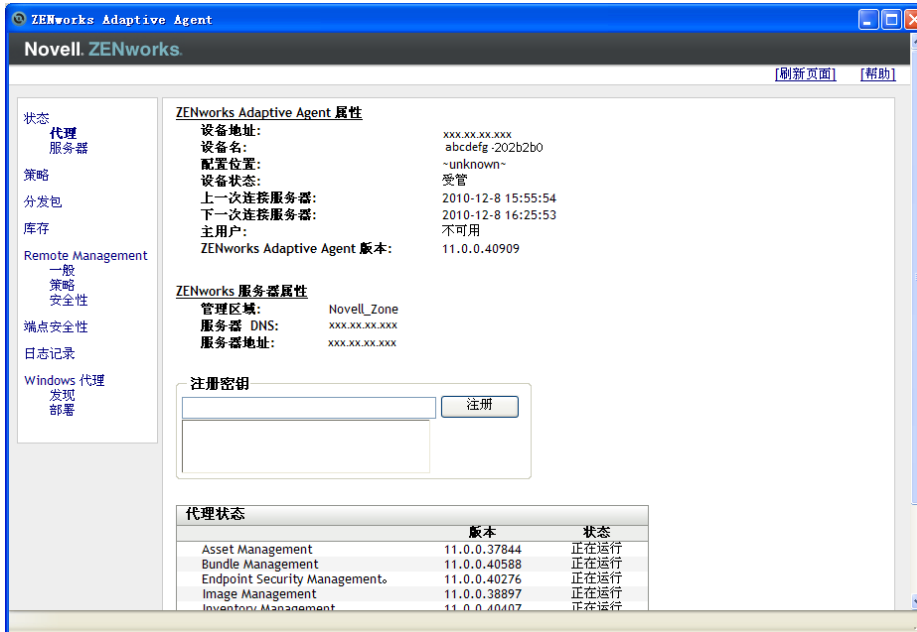 ZENworks Adaptive Agent
Novell. ZENworks.
[刷新页面] [帮助]
状态
代理
服务器
策略
分发包
库存
Remote Management
一般
策略
安全性
端点安全性
日志记录
Windows 代理
发现
部署
ZENworks Adaptive Agent 属性
设备地址: xxx.xx.xx.xxx
设备名: abcdefg -202b2b0
配置位置: ~unknown~
设备状态: 受管
上一次连接服务器: 2010-12-8 15:55:54
下一次连接服务器: 2010-12-8 16:25:53
主用户: 不可用
ZENworks Adaptive Agent 版本: 11.0.0.40909
ZENworks 服务器属性
管理区域: Novell_Zone
服务器 DNS: xxx.xx.xx.xxx
服务器地址: xxx.xx.xx.xxx
注册密钥
注册
代理状态
版本 状态
Asset Management 11.0.0.37844 正在运行
Bundle Management 11.0.0.40588 正在运行
Endpoint Security Management。 11.0.0.40276 正在运行
Image Management 11.0.0.38897 正在运行
Inventory Management 11.0.0.40407 正在运行